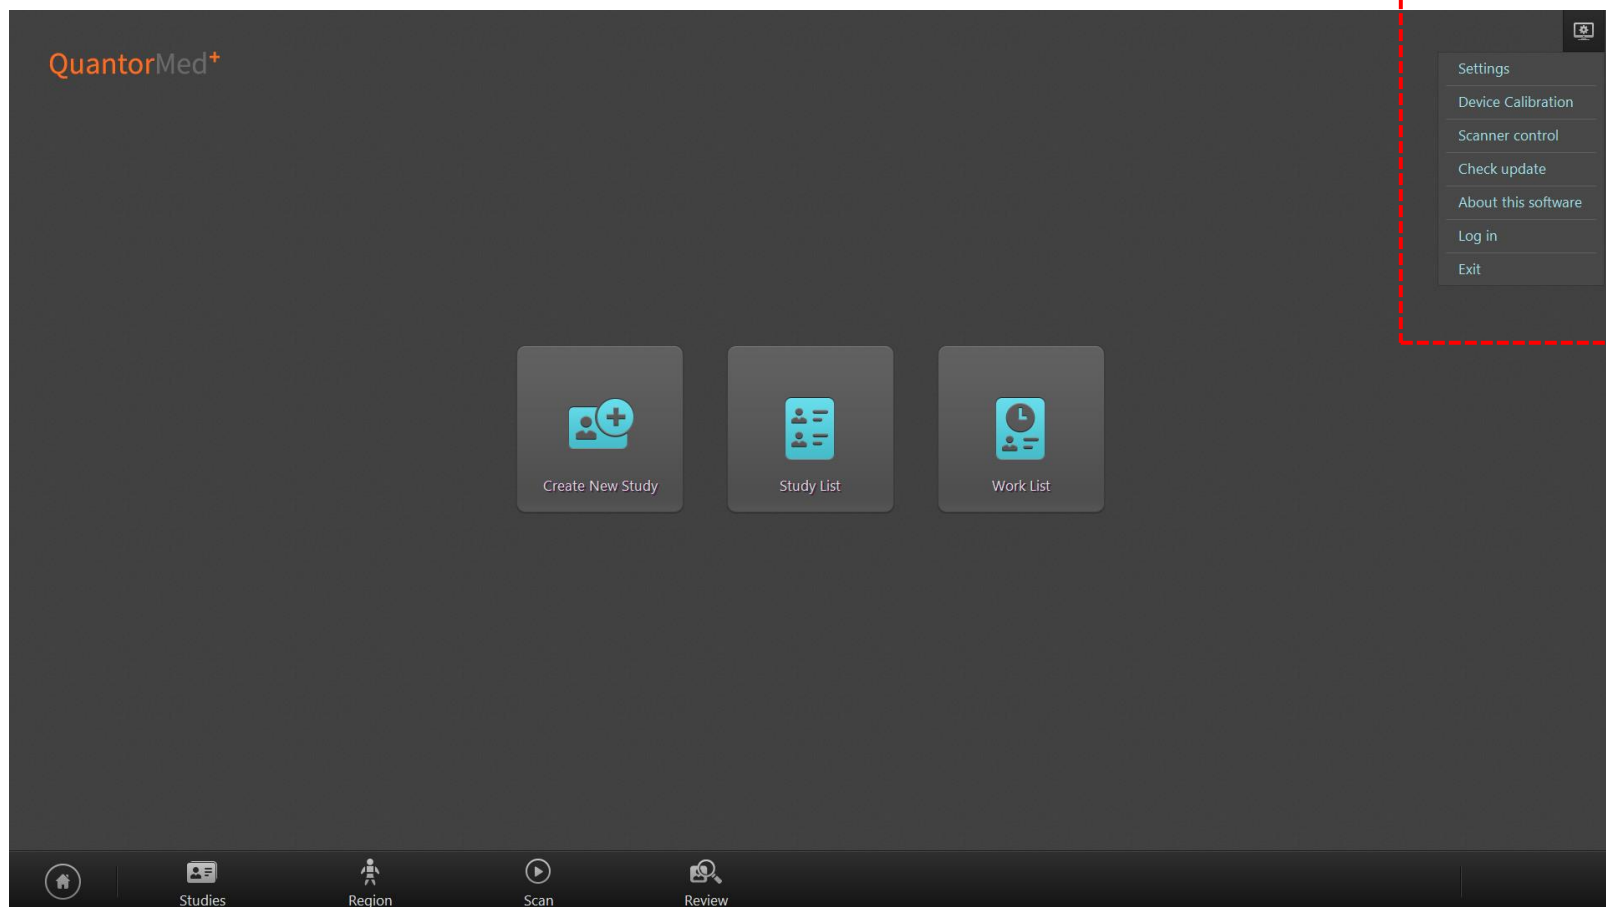 QuantorMed+
Settings
Device Calibration
Scanner control
Check update
About this software
Log in
Exit
Create New Study
Study List
Work List
Studies
Region
Scan
Review